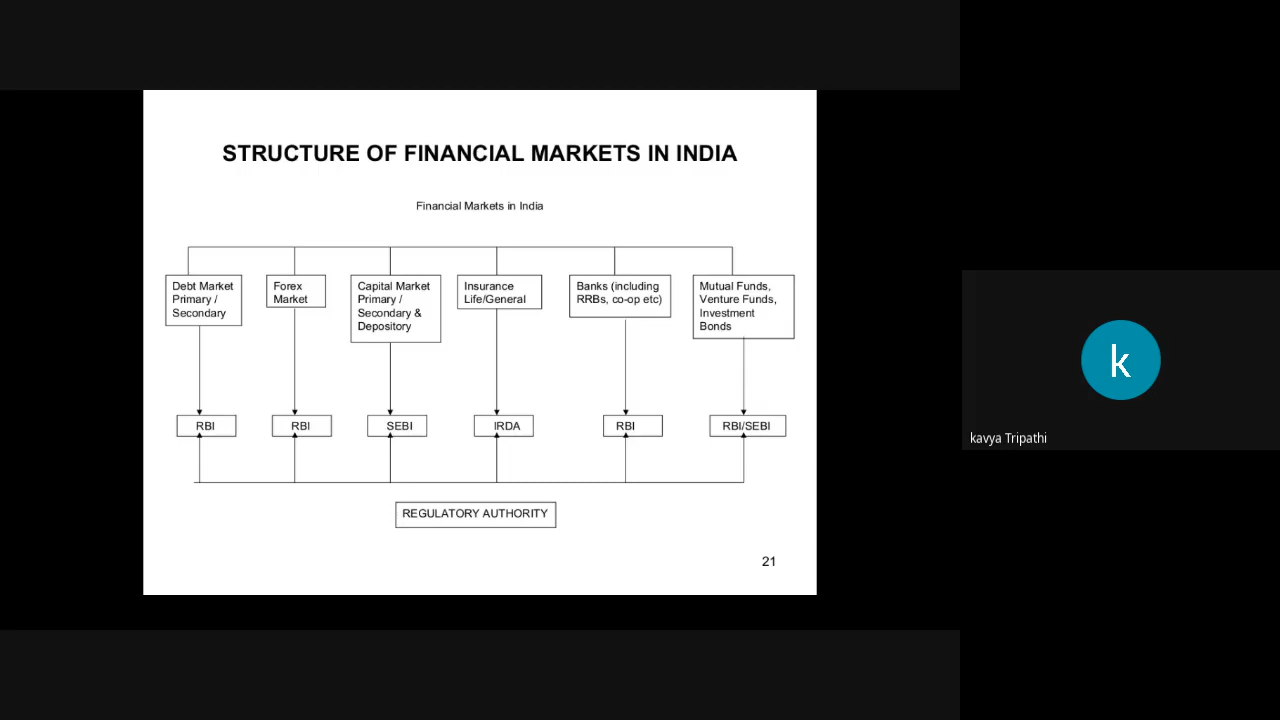 STRUCTURE OF FINANCIAL MARKETS IN INDIA
Financial Markets in India
Debt Market
Primary /
Secondary
Forex
Market
Capital Market
Primary /
Secondary &
Depository
Insurance
Life/General
Banks (including
RRBs, co-op etc)
Mutual Funds,
Venture Funds,
Investment
Bonds
RBI
RBI
SEBI
IRDA
RBI
RBI/SEBI
REGULATORY AUTHORITY
21
k
kavya Tripathi